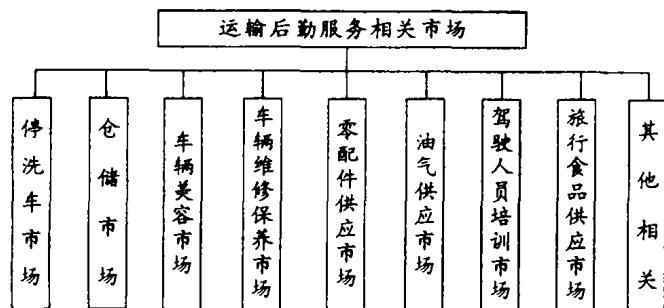 运输后勤服务相关市场
停洗车市场
仓储市场
车辆美容市场
车辆维修保养市场
零配件供应市场
油气供应市场
驾驶人员培训市场
旅行食品供应市场
其他相关